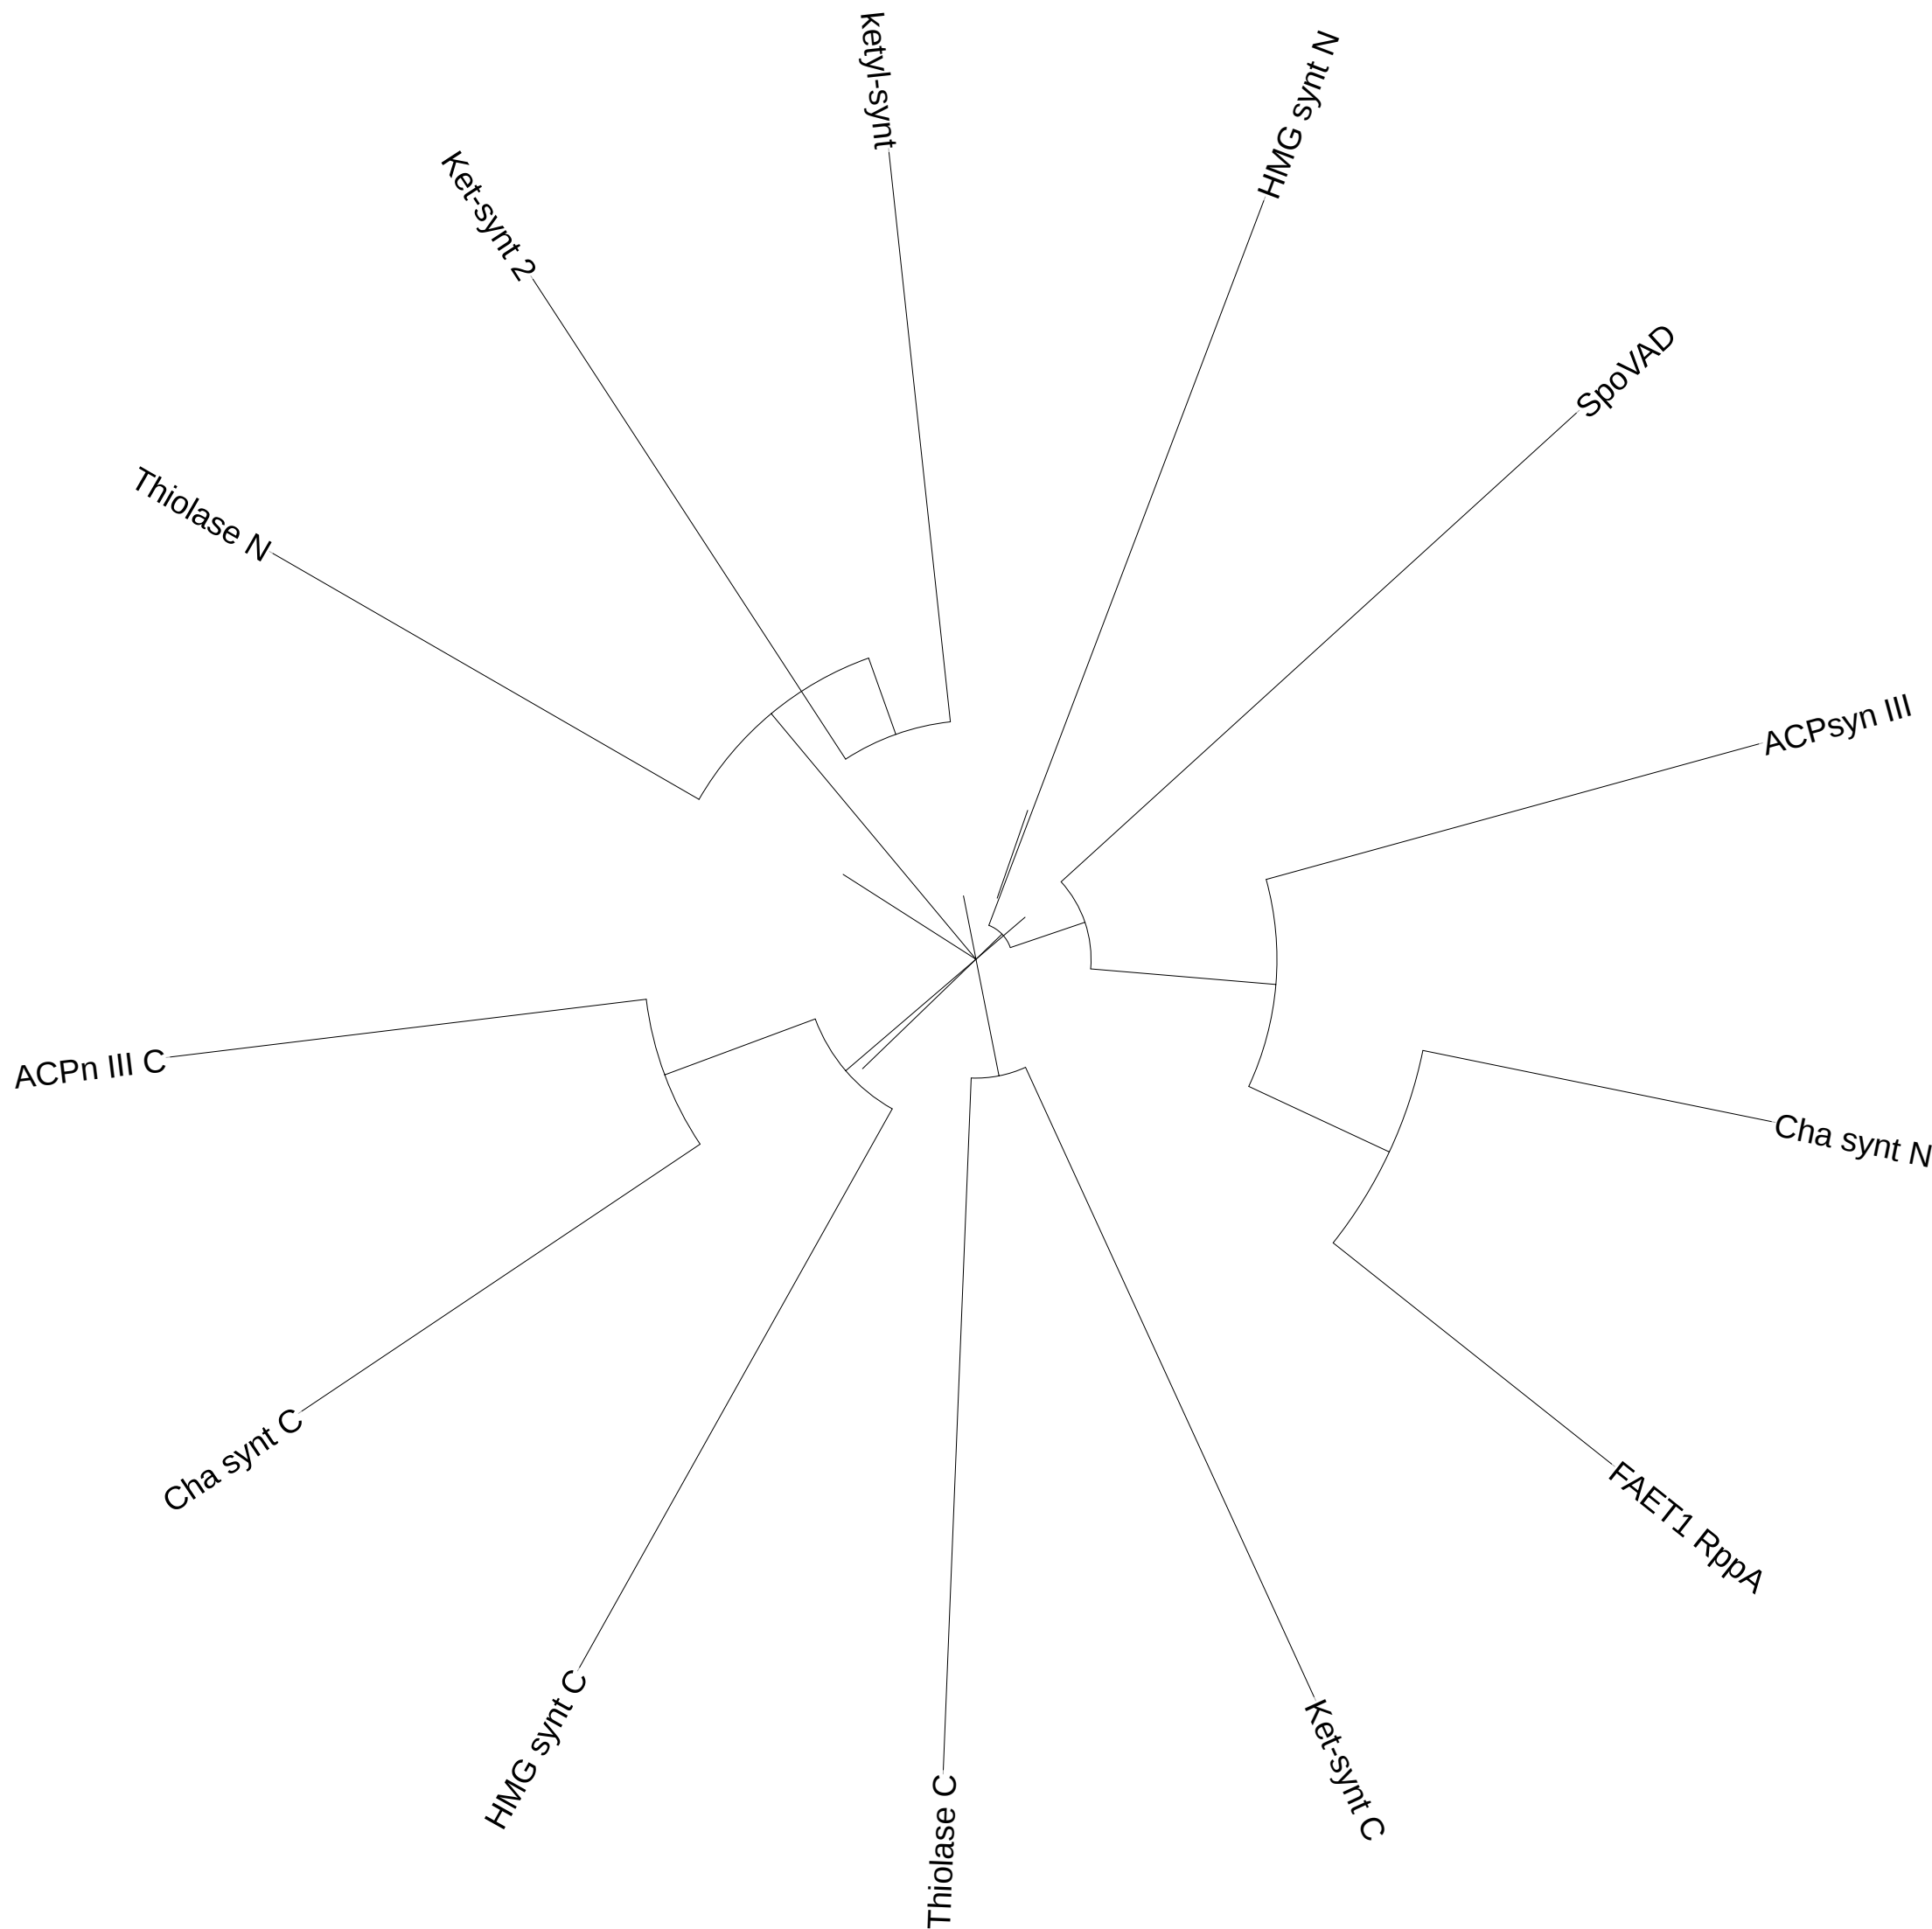 ketyl-synt
HMG synt N
Ket-synt 2
SpoVAD
Thiolase N
ACPsyn III
ACPn III C
Cha synt N
Cha synt C
FAET1 RppA
HMG synt C
Ket-synt C
Thiolase C